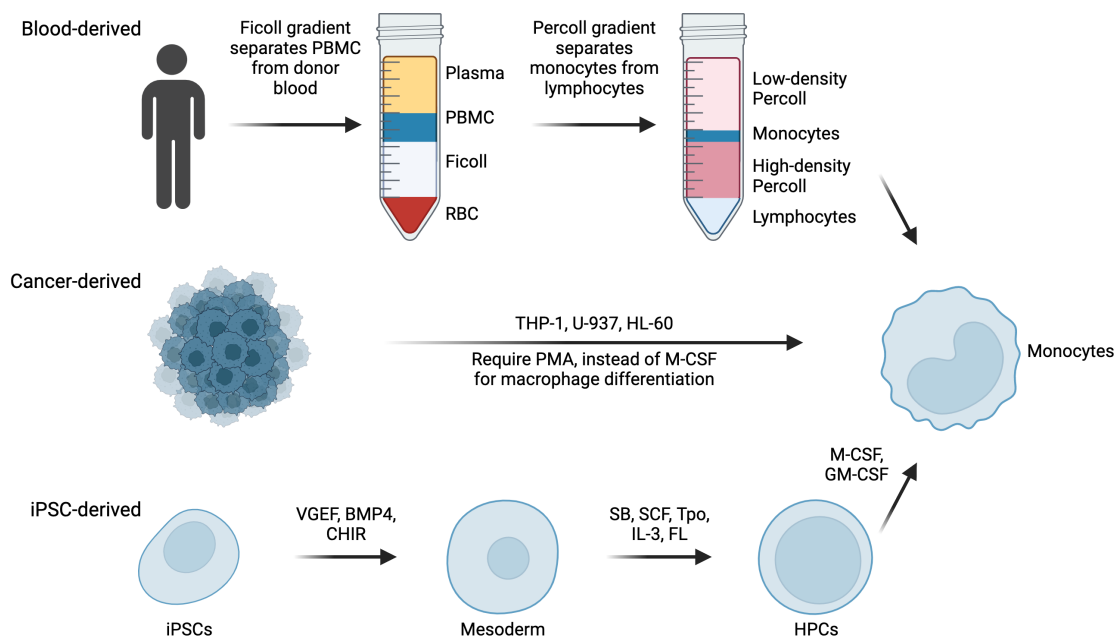 Blood-derived
Ficoll gradient
separates PBMC
from donor
blood
Plasma
PBMC
Ficoll
RBC
Percoll gradient
separates
monocytes from
lymphocytes
Low-density
Percoll
Monocytes
High-density
Percoll
Lymphocytes
Cancer-derived
THP-1, U-937, HL-60
Require PMA, instead of M-CSF
for macrophage differentiation
Monocytes
iPSC-derived
VGEF, BMP4,
CHIR
SB, SCF, Tpo,
IL-3, FL
M-CSF,
GM-CSF
iPSCs
Mesoderm
HPCs